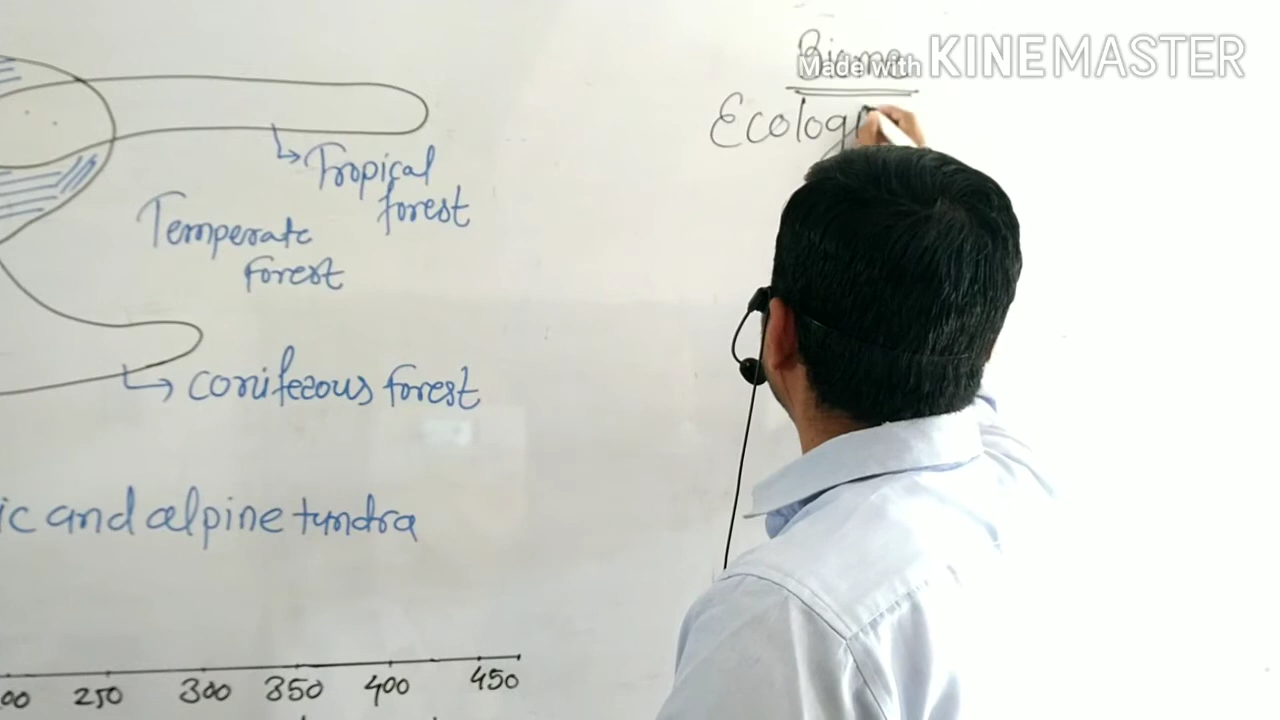 Biome
Made with KINEMASTER
Ecolog
Tropical
forest
Temperate
forest
coniferous forest
ic and alpine tundra
00 250 300 350 400 450